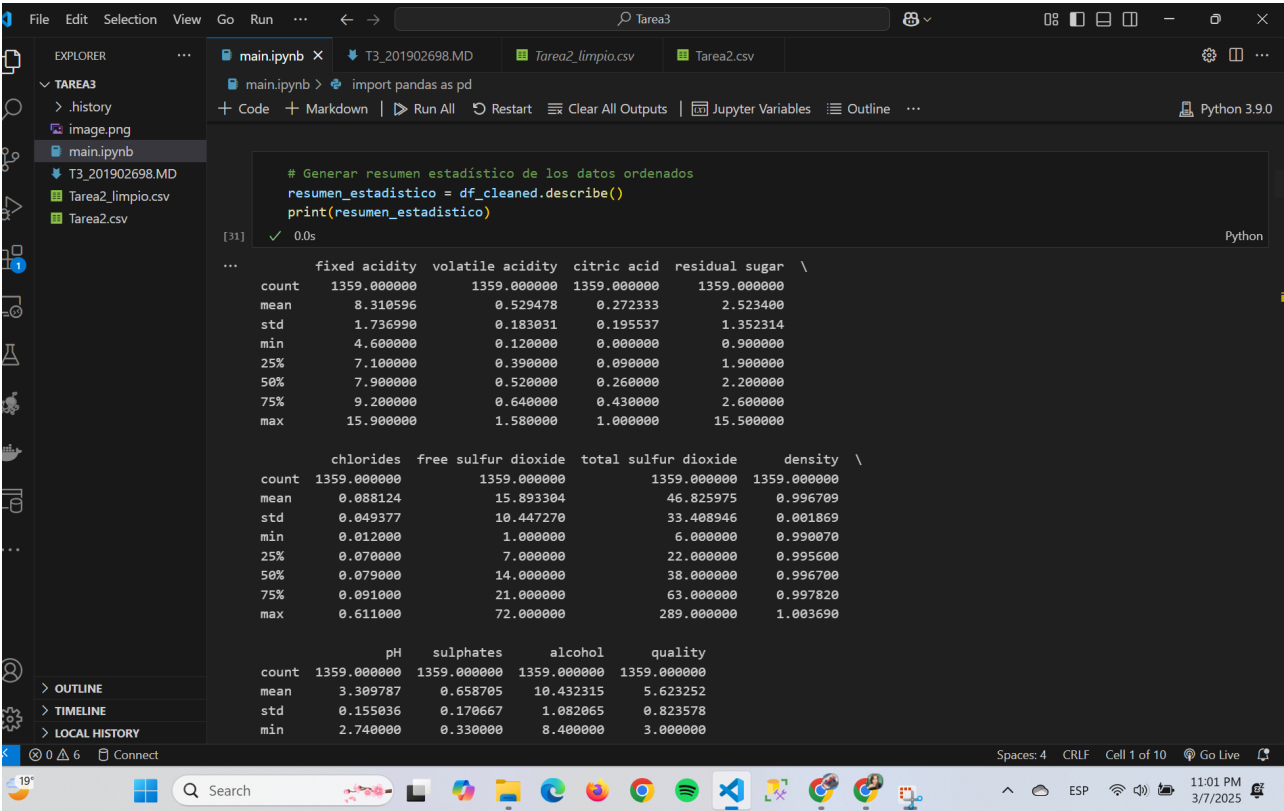 File Edit Selection View Go Run ··· ← → Tarea3
EXPLORER ··· main.ipynb T3_201902698.MD Tarea2_limpio.csv Tarea2.csv ···
TAREA3
.history
image.png
main.ipynb
T3_201902698.MD
Tarea2_limpio.csv
Tarea2.csv
main.ipynb > import pandas as pd
+ Code + Markdown | Run All Restart Clear All Outputs | Jupyter Variables Outline ··· Python 3.9.0
# Generar resumen estadístico de los datos ordenados
resumen_estadistico = df_cleaned.describe()
print(resumen_estadistico)
[31] ✓ 0.0s Python
1
··· fixed acidity volatile acidity citric acid residual sugar \
count 1359.000000 1359.000000 1359.000000 1359.000000
mean 8.310596 0.529478 0.272333 2.523400
std 1.736990 0.183031 0.195537 1.352314
min 4.600000 0.120000 0.000000 0.900000
25% 7.100000 0.390000 0.090000 1.900000
50% 7.900000 0.520000 0.260000 2.200000
75% 9.200000 0.640000 0.430000 2.600000
max 15.900000 1.580000 1.000000 15.500000
chlorides free sulfur dioxide total sulfur dioxide density \
count 1359.000000 1359.000000 1359.000000 1359.000000
mean 0.088124 15.893304 46.825975 0.996709
std 0.049377 10.447270 33.408946 0.001869
min 0.012000 1.000000 6.000000 0.990070
25% 0.070000 7.000000 22.000000 0.995600
50% 0.079000 14.000000 38.000000 0.996700
75% 0.091000 21.000000 63.000000 0.997820
max 0.611000 72.000000 289.000000 1.003690
pH sulphates alcohol quality
count 1359.000000 1359.000000 1359.000000 1359.000000
mean 3.309787 0.658705 10.432315 5.623252
std 0.155036 0.170667 1.082065 0.823578
min 2.740000 0.330000 8.400000 3.000000
OUTLINE
TIMELINE
LOCAL HISTORY
0 6 Connect Spaces: 4 CRLF Cell 1 of 10 Go Live
19° Search ESP 11:01 PM
3/7/2025